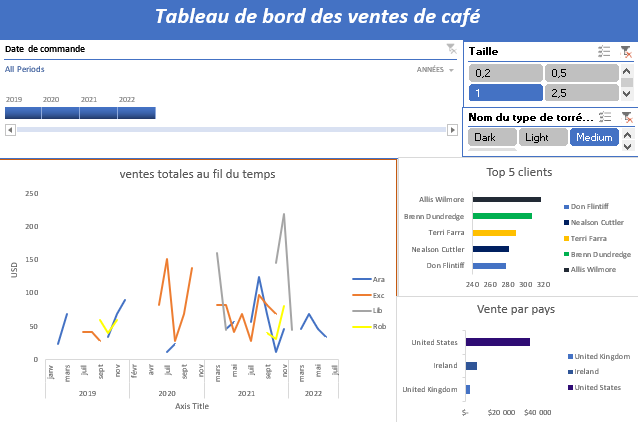 Tableau de bord des ventes de café
Date de commande
All Periods
ANNÉES
2019 2020 2021 2022
Taille
0,2 0,5
1 2,5
Nom du type de torré...
Dark Light Medium
ventes totales au fil du temps
250
200
150
100
50
0
USD
janv mars juil sept nov févr avr juil sept nov mars mai juil sept nov mars mai juil
2019 2020 2021 2022
Axis Title
Ara
Exc
Lib
Rob
Top 5 clients
Allis Wilmore
Brenn Dundredge
Terri Farra
Nealson Cuttler
Don Flintiff
240 260 280 300 320
Don Flintiff
Nealson Cuttler
Terri Farra
Brenn Dundredge
Allis Wilmore
Vente par pays
United States
Ireland
United Kingdom
$- $20 000 $40 000
United Kingdom
Ireland
United States